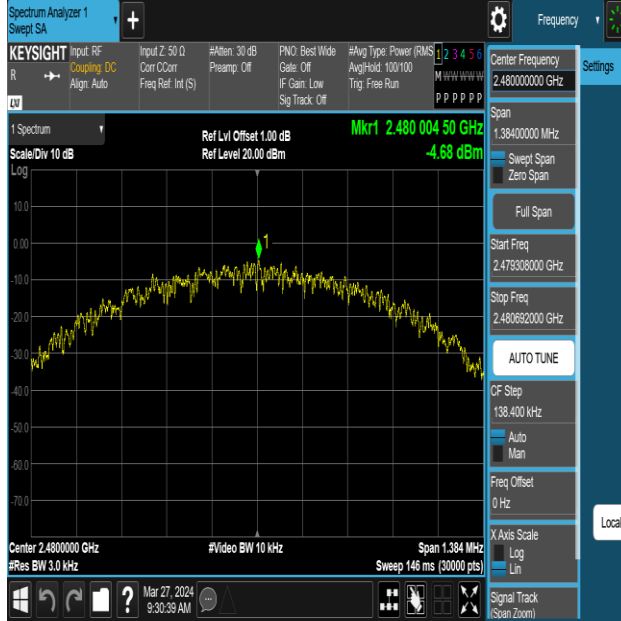 Spectrum Analyzer 1
Swept SA
+
Frequency
KEYSIGHT
R
LXI
Input: RF
Coupling: DC
Align: Auto
Input Z: 50 Ω
Corr CCorr
Freq Ref: Int (S)
#Atten: 30 dB
Preamp: Off
PNO: Best Wide
Gate: Off
IF Gain: Low
Sig Track: Off
#Avg Type: Power (RMS
Avg|Hold: 100/100
Trig: Free Run
1 2 3 4 5 6
M W W W W W
P P P P P P
1 Spectrum
Scale/Div 10 dB
Log
Ref Lvl Offset 1.00 dB
Ref Level 20.00 dBm
Mkr1 2.480 004 50 GHz
-4.68 dBm
1
10.0
0.00
-10.0
-20.0
-30.0
-40.0
-50.0
-60.0
-70.0
Center 2.4800000 GHz
#Res BW 3.0 kHz
#Video BW 10 kHz
Span 1.384 MHz
Sweep 146 ms (30000 pts)
Center Frequency
2.480000000 GHz
Span
1.38400000 MHz
Swept Span
Zero Span
Full Span
Start Freq
2.479308000 GHz
Stop Freq
2.480692000 GHz
AUTO TUNE
CF Step
138.400 kHz
Auto
Man
Freq Offset
0 Hz
X Axis Scale
Log
Lin
Signal Track
(Span Zoom)
Settings
Local
?
Mar 27, 2024
9:30:39 AM